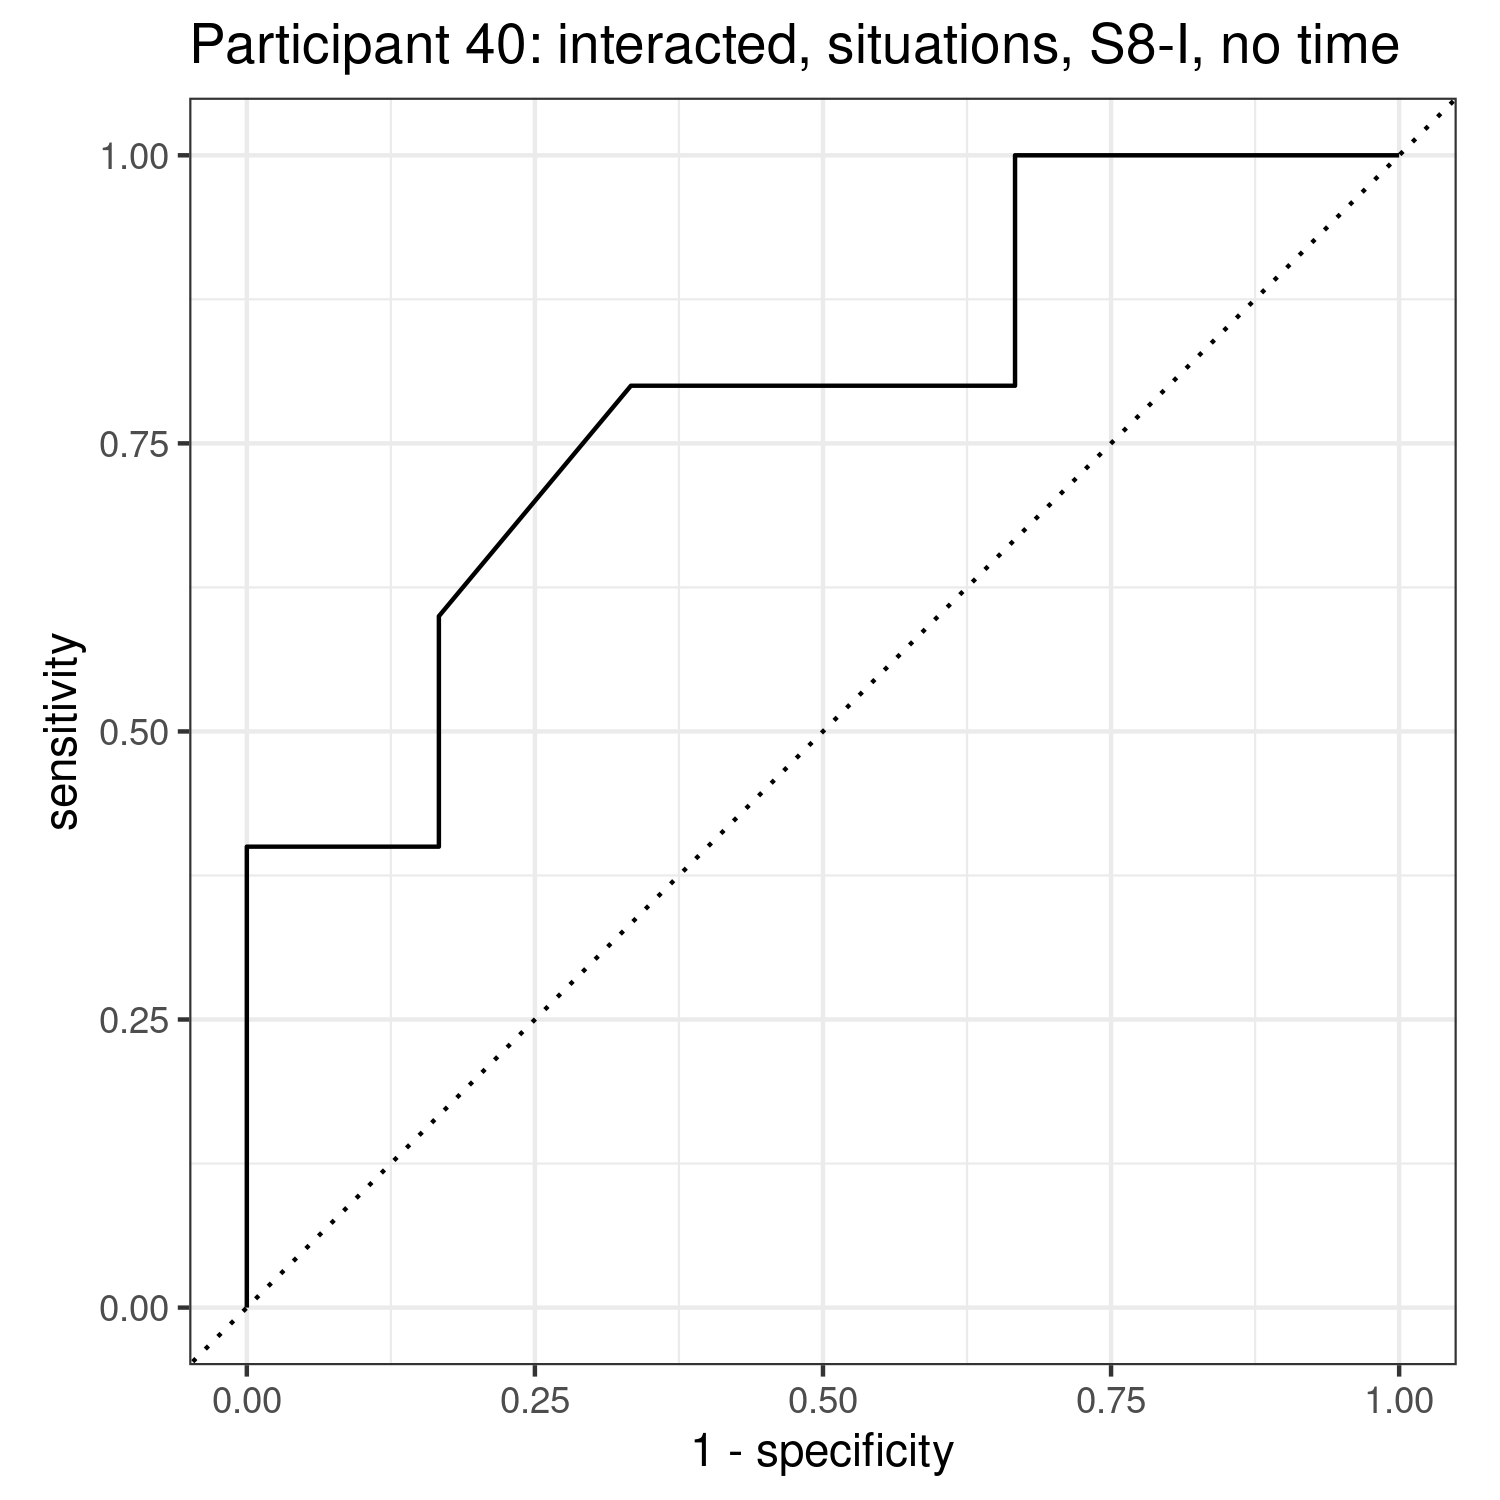 Participant 40: interacted, situations, S8-I, no time
1.00
0.75
0.50
0.25
0.00
sensitivity
0.00 0.25 0.50 0.75 1.00
1 - specificity